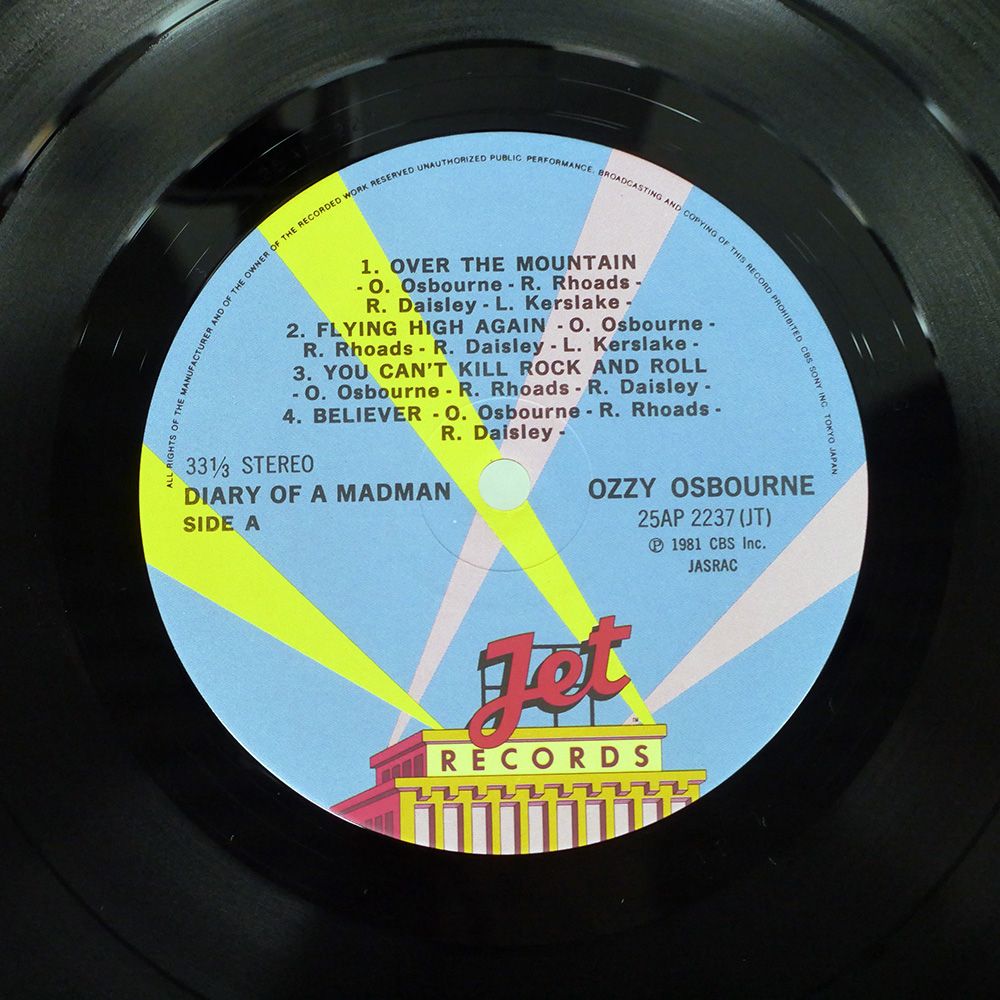 ALL RIGHTS OF THE MANUFACTURER AND OF THE OWNER OF THE RECORDED WORK RESERVED UNAUTHORIZED PUBLIC PERFORMANCE, BROADCASTING AND COPYING OF THIS RECORD PROHIBITED CBS SONY INC. TOKYO JAPAN
1. OVER THE MOUNTAIN
- O. Osbourne - R. Rhoads -
R. Daisley - L. Kerslake -
2. FLYING HIGH AGAIN - O. Osbourne -
R. Rhoads - R. Daisley - L. Kerslake -
3. YOU CAN'T KILL ROCK AND ROLL
- O. Osbourne - R. Rhoads - R. Daisley -
4. BELIEVER - O. Osbourne - R. Rhoads -
R. Daisley -
33⅓ STEREO
DIARY OF A MADMAN
SIDE A
OZZY OSBOURNE
25AP 2237 (JT)
℗ 1981 CBS Inc.
JASRAC
Jet
TM
RECORDS